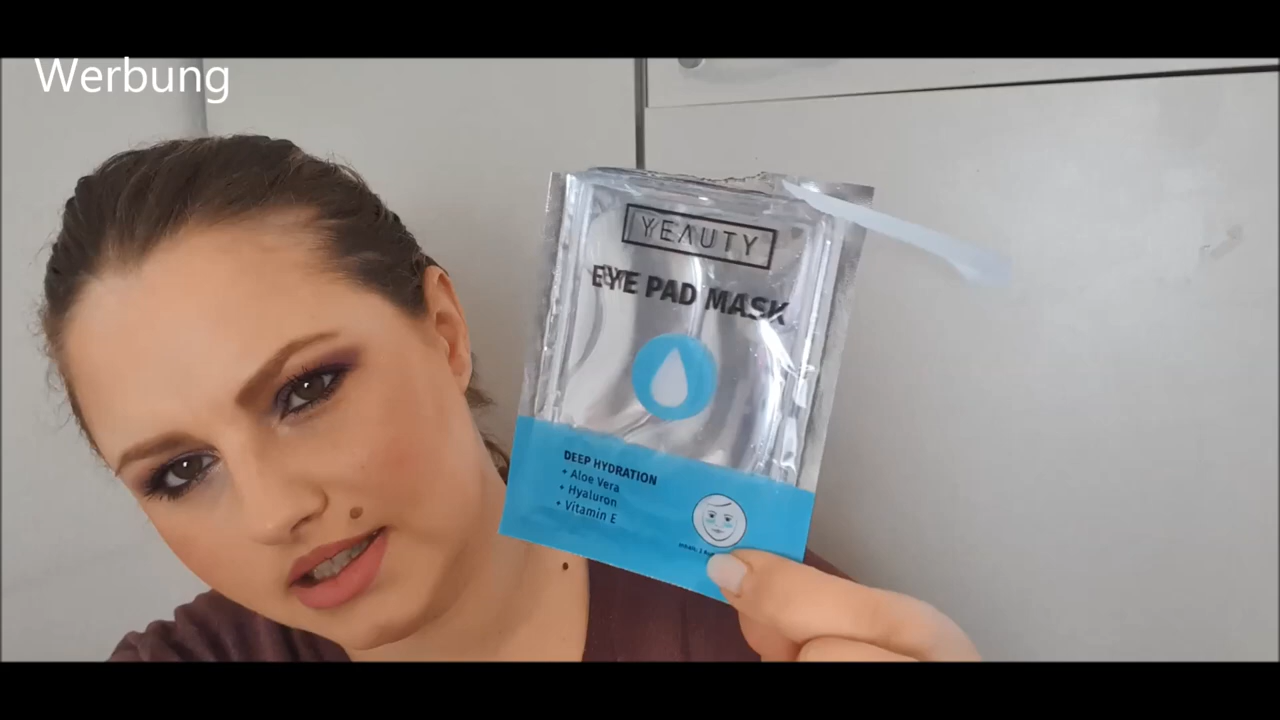 Werbung
YEAUTY
EYE PAD MASK
DEEP HYDRATION
• Aloe Vera
• Hyaluron
• Vitamin E